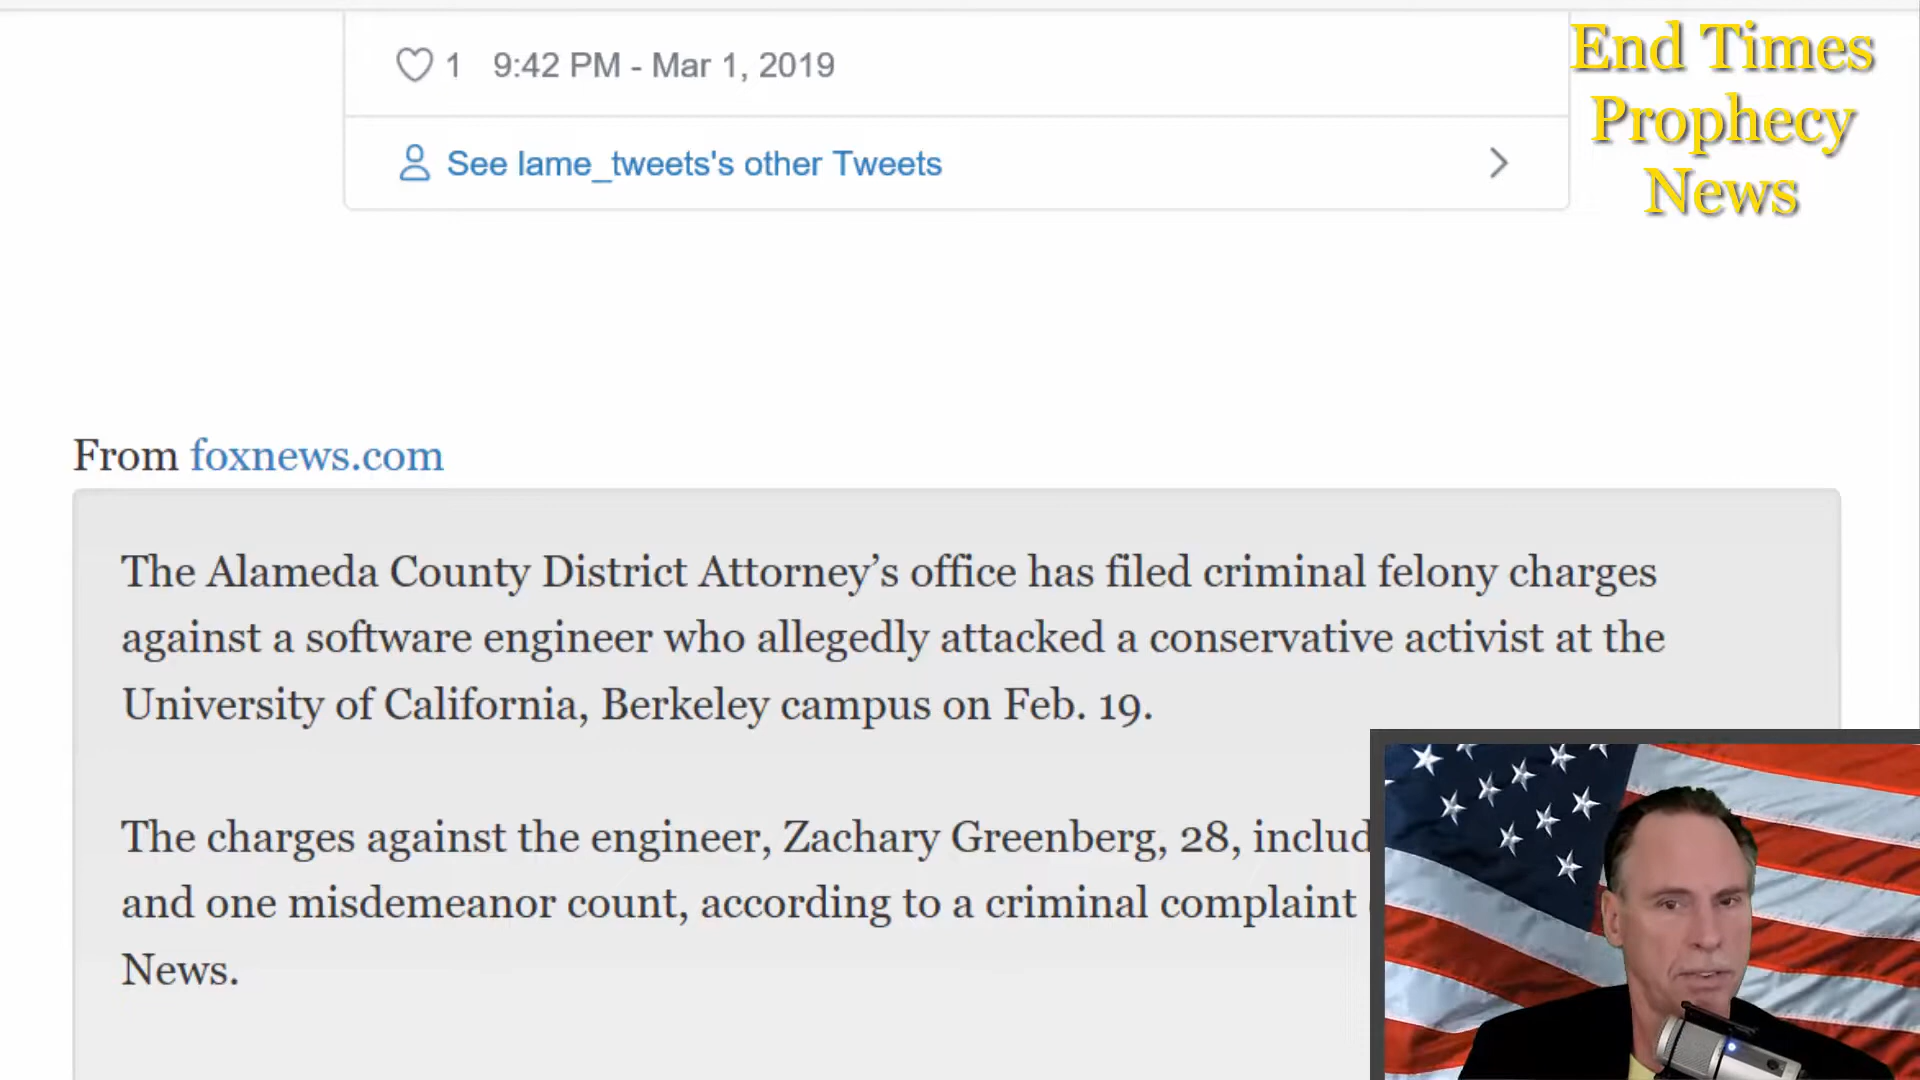 1 9:42 PM - Mar 1, 2019
See lame_tweets's other Tweets
End Times
Prophecy
News
From foxnews.com
The Alameda County District Attorney’s office has filed criminal felony charges
against a software engineer who allegedly attacked a conservative activist at the
University of California, Berkeley campus on Feb. 19.
The charges against the engineer, Zachary Greenberg, 28, includ
and one misdemeanor count, according to a criminal complaint
News.